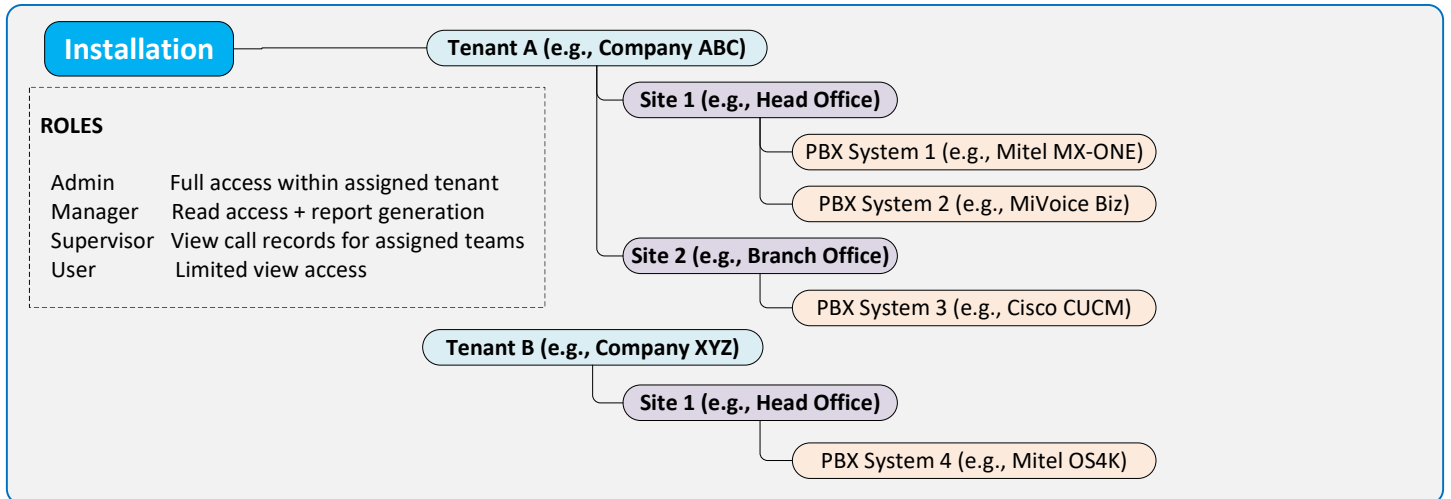 Installation
Tenant A (e.g., Company ABC)
Site 1 (e.g., Head Office)
PBX System 1 (e.g., Mitel MX-ONE)
PBX System 2 (e.g., MiVoice Biz)
Site 2 (e.g., Branch Office)
PBX System 3 (e.g., Cisco CUCM)
Tenant B (e.g., Company XYZ)
Site 1 (e.g., Head Office)
PBX System 4 (e.g., Mitel OS4K)
ROLES
Admin Full access within assigned tenant
Manager Read access + report generation
Supervisor View call records for assigned teams
User Limited view access